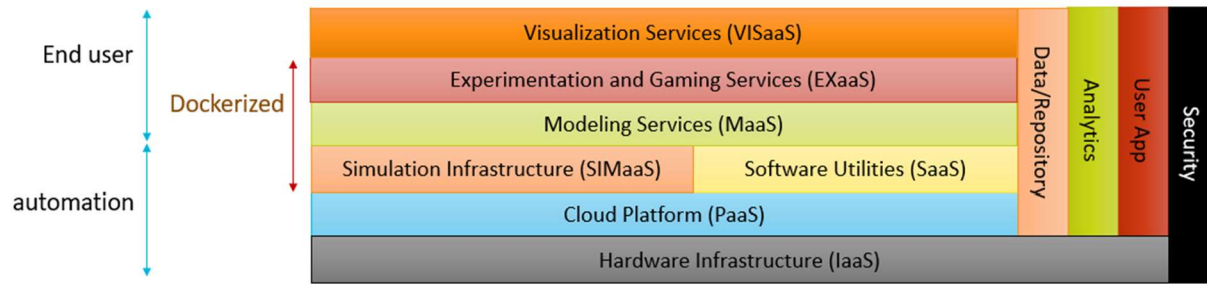 End user
Dockerized
automation
Visualization Services (VISaaS)
Experimentation and Gaming Services (EXaaS)
Modeling Services (MaaS)
Simulation Infrastructure (SIMaaS)
Software Utilities (SaaS)
Cloud Platform (PaaS)
Hardware Infrastructure (IaaS)
Data/Repository
Analytics
User App
Security